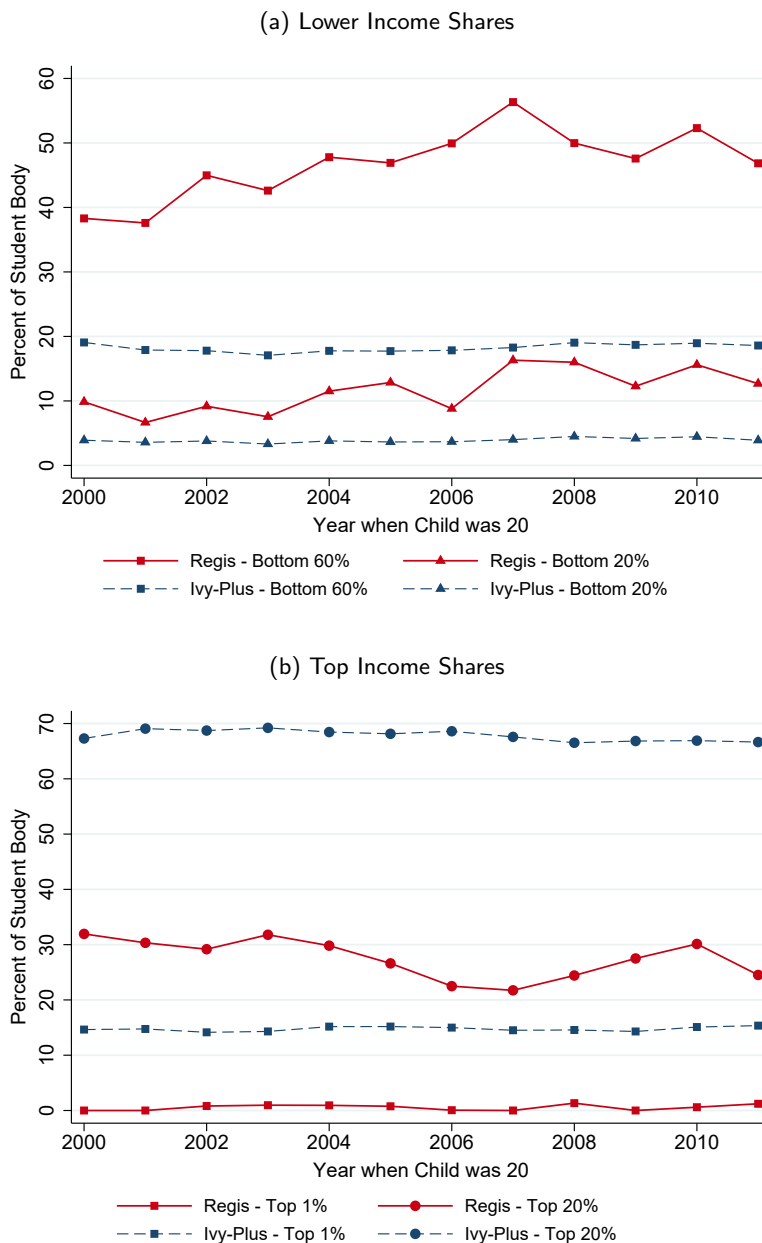 (a) Lower Income Shares
Percent of Student Body
60
50
40
30
20
10
0
2000 2002 2004 2006 2008 2010
Year when Child was 20
Regis - Bottom 60% Regis - Bottom 20%
Ivy-Plus - Bottom 60% Ivy-Plus - Bottom 20%
(b) Top Income Shares
Percent of Student Body
70
60
50
40
30
20
10
0
2000 2002 2004 2006 2008 2010
Year when Child was 20
Regis - Top 1% Regis - Top 20%
Ivy-Plus - Top 1% Ivy-Plus - Top 20%